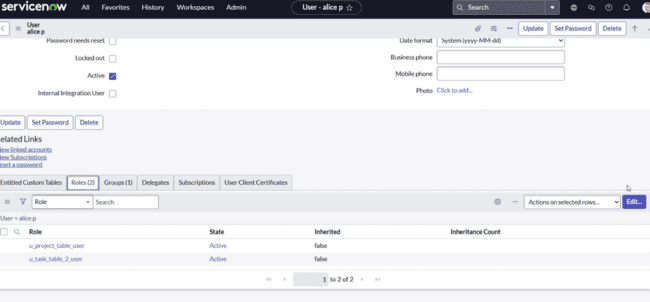 servicenow All Favorites History Workspaces Admin User - alice p Search
User
alice p
Update Set Password Delete
Password needs reset
Date format System (yyyy-MM-dd)
Locked out
Business phone
Active
Mobile phone
Internal Integration User
Photo Click to add...
Update Set Password Delete
elated Links
iew linked accounts
iew Subscriptions
eset a password
Entitled Custom Tables Roles (2) Groups (1) Delegates Subscriptions User Client Certificates
Role Search Actions on selected rows... Edit...
User = alice p
Role State Inherited Inheritance Count
u_project_table_user Active false
u_task_table_2_user Active false
1 to 2 of 2